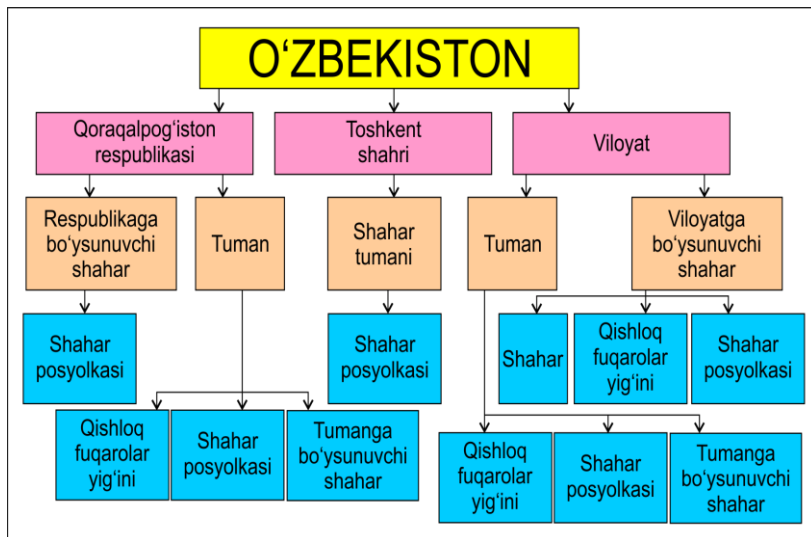 O‘ZBEKISTON
Qoraqalpog‘iston
respublikasi
Toshkent
shahri
Viloyat
Respublikaga
bo‘ysunuvchi
shahar
Tuman
Shahar
tumani
Tuman
Viloyatga
bo‘ysunuvchi
shahar
Shahar
posyolkasi
Shahar
posyolkasi
Shahar
Qishloq
fuqarolar
yig‘ini
Shahar
posyolkasi
Qishloq
fuqarolar
yig‘ini
Shahar
posyolkasi
Tumanga
bo‘ysunuvchi
shahar
Qishloq
fuqarolar
yig‘ini
Shahar
posyolkasi
Tumanga
bo‘ysunuvchi
shahar